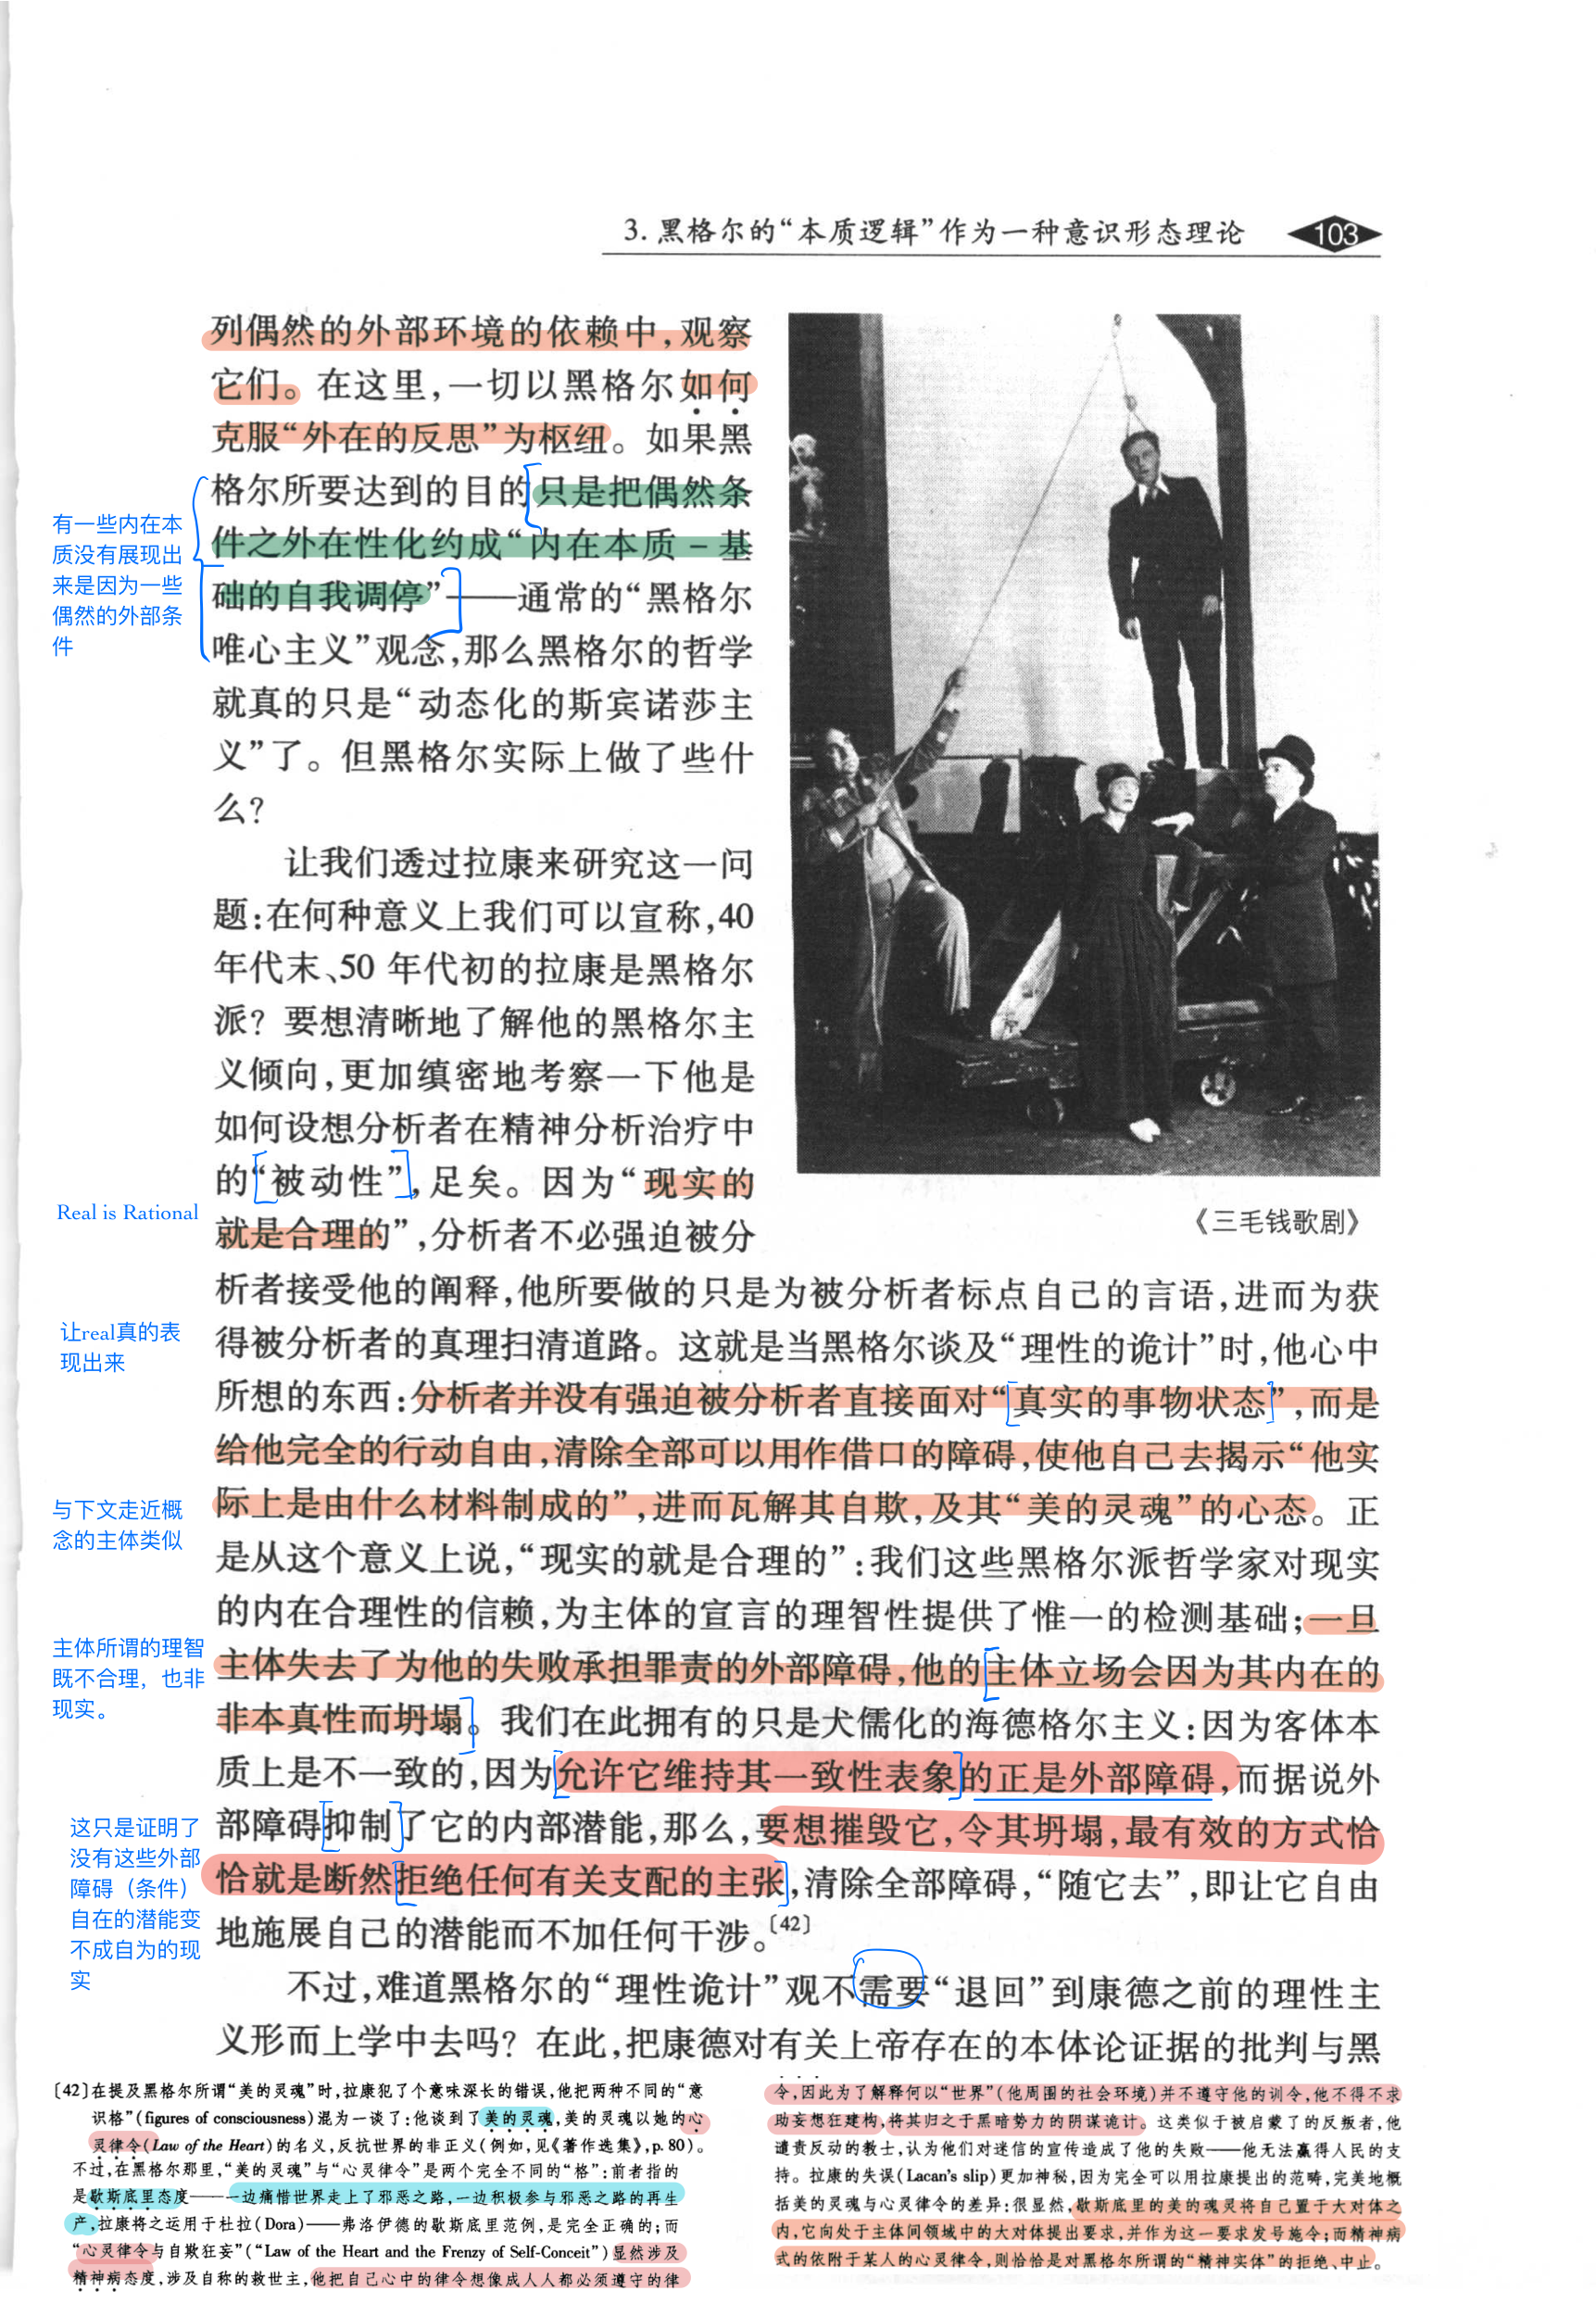 3. 黑格尔的“本质逻辑”作为一种意识形态理论 103
列偶然的外部环境的依赖中,观察
它们。在这里,一切以黑格尔如何
克服“外在的反思”为枢纽。如果黑
格尔所要达到的目的只是把偶然条
件之外在性化约成“内在本质－基
础的自我调停”——通常的“黑格尔
唯心主义”观念,那么黑格尔的哲学
就真的只是“动态化的斯宾诺莎主
义”了。但黑格尔实际上做了些什
么?
有一些内在本
质没有展现出
来是因为一些
偶然的外部条
件
让我们透过拉康来研究这一问
题:在何种意义上我们可以宣称,40
年代末、50 年代初的拉康是黑格尔
派? 要想清晰地了解他的黑格尔主
义倾向,更加缜密地考察一下他是
如何设想分析者在精神分析治疗中
的“被动性”,足矣。因为“现实的
就是合理的”,分析者不必强迫被分
《三毛钱歌剧》
Real is Rational
析者接受他的阐释,他所要做的只是为被分析者标点自己的言语,进而为获
得被分析者的真理扫清道路。这就是当黑格尔谈及“理性的诡计”时,他心中
所想的东西:分析者并没有强迫被分析者直接面对“真实的事物状态”,而是
给他完全的行动自由,清除全部可以用作借口的障碍,使他自己去揭示“他实
际上是由什么材料制成的”,进而瓦解其自欺,及其“美的灵魂”的心态。正
是从这个意义上说,“现实的就是合理的”:我们这些黑格尔派哲学家对现实
的内在合理性的信赖,为主体的宣言的理智性提供了惟一的检测基础;一旦
主体失去了为他的失败承担罪责的外部障碍,他的主体立场会因为其内在的
非本真性而坍塌。我们在此拥有的只是犬儒化的海德格尔主义:因为客体本
质上是不一致的,因为允许它维持其一致性表象的正是外部障碍,而据说外
部障碍抑制了它的内部潜能,那么,要想摧毁它,令其坍塌,最有效的方式恰
恰就是断然拒绝任何有关支配的主张,清除全部障碍,“随它去”,即让它自由
地施展自己的潜能而不加任何干涉。〔42〕
让real真的表
现出来
与下文走近概
念的主体类似
主体所谓的理智
既不合理，也非
现实。
这只是证明了
没有这些外部
障碍（条件）
自在的潜能变
不成自为的现
实
不过,难道黑格尔的“理性诡计”观不需要“退回”到康德之前的理性主
义形而上学中去吗? 在此,把康德对有关上帝存在的本体论证据的批判与黑
〔42〕在提及黑格尔所谓“美的灵魂”时,拉康犯了个意味深长的错误,他把两种不同的“意
识格”(figures of consciousness)混为一谈了:他谈到了美的灵魂,美的灵魂以她的心
灵律令(Law of the Heart)的名义,反抗世界的非正义(例如,见《著作选集》,p. 80)。
不过,在黑格尔那里,“美的灵魂”与“心灵律令”是两个完全不同的“格”:前者指的
是歇斯底里态度——一边痛惜世界走上了邪恶之路,一边积极参与邪恶之路的再生
产,拉康将之运用于杜拉(Dora)——弗洛伊德的歇斯底里范例,是完全正确的;而
“心灵律令与自欺狂妄”(“Law of the Heart and the Frenzy of Self-Conceit”)显然涉及
精神病态度,涉及自称的救世主,他把自己心中的律令想像成人人都必须遵守的律
令,因此为了解释何以“世界”(他周围的社会环境)并不遵守他的训令,他不得不求
助妄想狂建构,将其归之于黑暗势力的阴谋诡计。这类似于被启蒙了的反叛者,他
谴责反动的教士,认为他们对迷信的宣传造成了他的失败——他无法赢得人民的支
持。拉康的失误(Lacan's slip)更加神秘,因为完全可以用拉康提出的范畴,完美地概
括美的灵魂与心灵律令的差异:很显然,歇斯底里的美的魂灵将自己置于大对体之
内,它向处于主体间领域中的大对体提出要求,并作为这一要求发号施令;而精神病
式的依附于某人的心灵律令,则恰恰是对黑格尔所谓的“精神实体”的拒绝、中止。